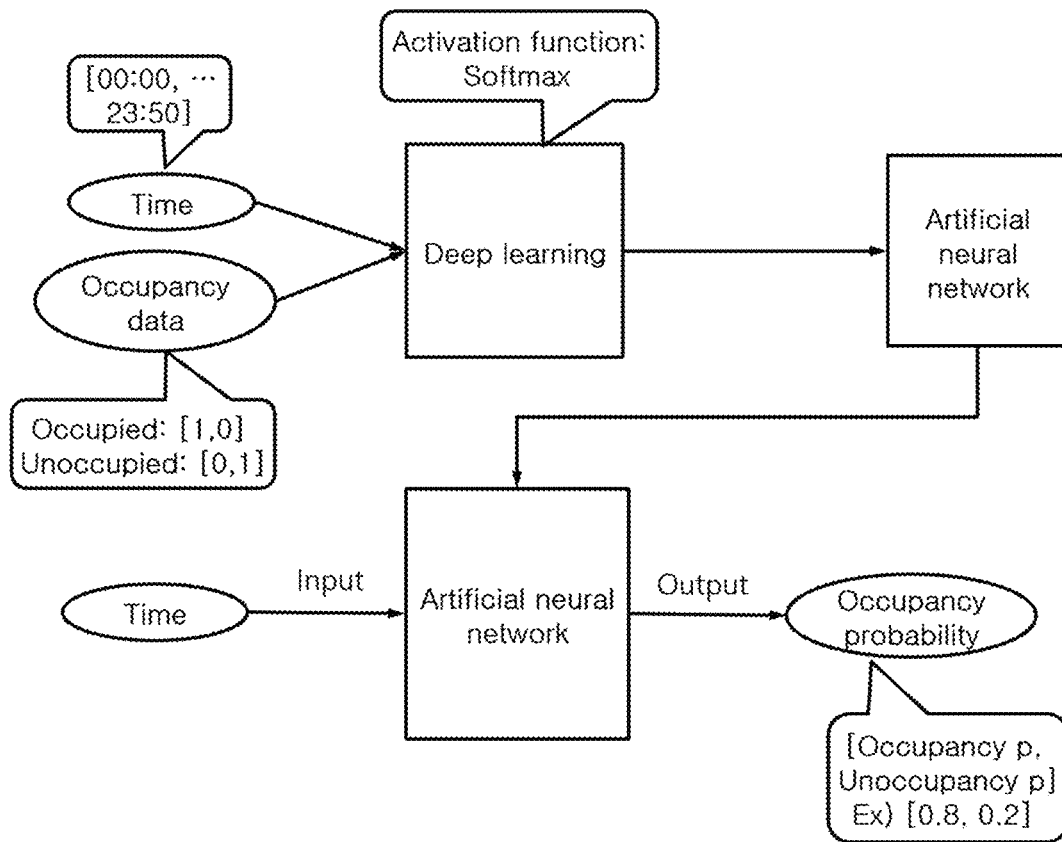 Activation function:
Softmax
[00:00, ···
23:50]
Time
Occupancy
data
Occupied: [1,0]
Unoccupied: [0,1]
Deep learning
Artificial
neural
network
Time
Input
Artificial neural
network
Output
Occupancy
probability
[Occupancy p,
Unoccupancy p]
Ex) [0.8, 0.2]